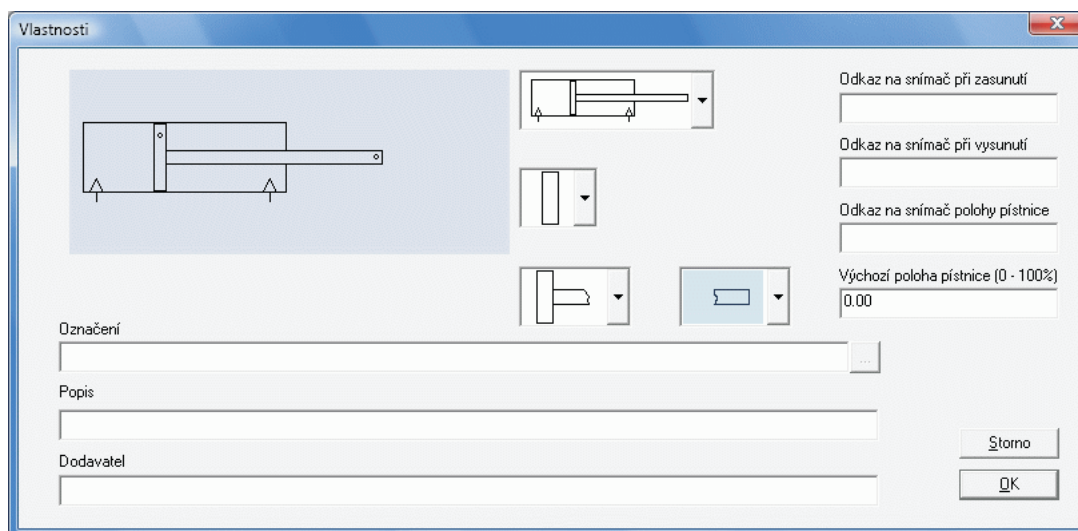 Vlastnosti
Odkaz na snímač při zasunutí
Odkaz na snímač při vysunutí
Odkaz na snímač polohy pístnice
Výchozí poloha pístnice (0 - 100%)
0.00
Označení
...
Popis
Dodavatel
Storno
OK